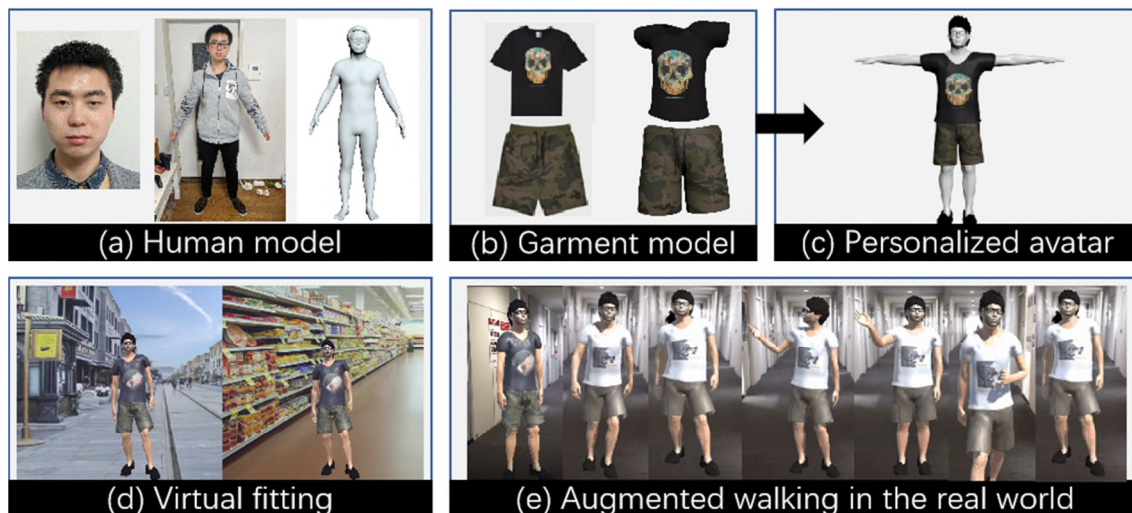 (a) Human model
(b) Garment model
(c) Personalized avatar
(d) Virtual fitting
(e) Augmented walking in the real world